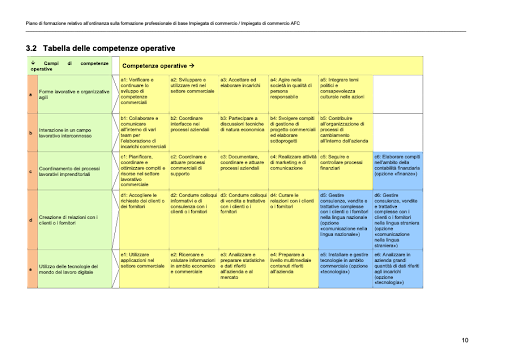 Piano di formazione relativo all'ordinanza sulla formazione professionale di base Impiegata di commercio / Impiegato di commercio AFC
3.2 Tabella delle competenze operative
Campi di competenze
operative
Competenze operative →
a
Forme lavorative e organizzative
agili
a1: Verificare e
continuare lo
sviluppo di
competenze
commerciali
a2: Sviluppare e
utilizzare reti nel
settore commerciale
a3: Accettare ed
elaborare incarichi
a4: Agire nella
società in qualità di
persona
responsabile
a5: Integrare temi
politici e
consapevolezza
culturale nelle azioni
b
Interazione in un campo
lavorativo interconnesso
b1: Collaborare e
comunicare
all'interno di vari
team per
l'elaborazione di
incarichi commerciali
b2: Coordinare
interfacce nei
processi aziendali
b3: Partecipare a
discussioni tecniche
di natura economica
b4: Svolgere compiti
di gestione di
progetto commerciali
ed elaborare
sottoprogetti
b5: Contribuire
all'organizzazione di
processi di
cambiamento
all'interno dell'azienda
c
Coordinamento dei processi
lavorativi imprenditoriali
c1: Pianificare,
coordinare e
ottimizzare compiti e
risorse nel settore
lavorativo
commerciale
c2: Coordinare e
attuare processi
commerciali di
supporto
c3: Documentare,
coordinare e attuare
processi aziendali
c4: Realizzare attività
di marketing e di
comunicazione
c5: Seguire e
controllare processi
finanziari
c6: Elaborare compiti
nell'ambito della
contabilità finanziaria
(opzione «finanze»)
d
Creazione di relazioni con i
clienti o i fornitori
d1: Accogliere le
richieste dei clienti o
dei fornitori
d2: Condurre colloqui
informativi e di
consulenza con i
clienti o i fornitori
d3: Condurre colloqui
di vendita e trattative
con i clienti o i
fornitori
d4: Curare le
relazioni con i clienti
o i fornitori
d5: Gestire
consulenze, vendite e
trattative complesse
con i clienti o i fornitori
nella lingua nazionale
(opzione
«comunicazione nella
lingua nazionale»)
d6: Gestire
consulenze, vendite e
trattative complesse
con i clienti o i
fornitori nella lingua
straniera (opzione
«comunicazione
nella lingua
straniera»)
e
Utilizzo delle tecnologie del
mondo del lavoro digitale
e1: Utilizzare
applicazioni nel
settore commerciale
e2: Ricercare e
valutare informazioni
in ambito economico
e commerciale
e3: Analizzare e
preparare statistiche
e dati riferiti
all'azienda e al
mercato
e4: Preparare a
livello multimediale
contenuti riferiti
all'azienda
e5: Installare e gestire
tecnologie in ambito
commerciale (opzione
«tecnologia»)
e6: Analizzare in
azienda grandi
quantità di dati riferiti
agli incarichi
(opzione
«tecnologia»)
10